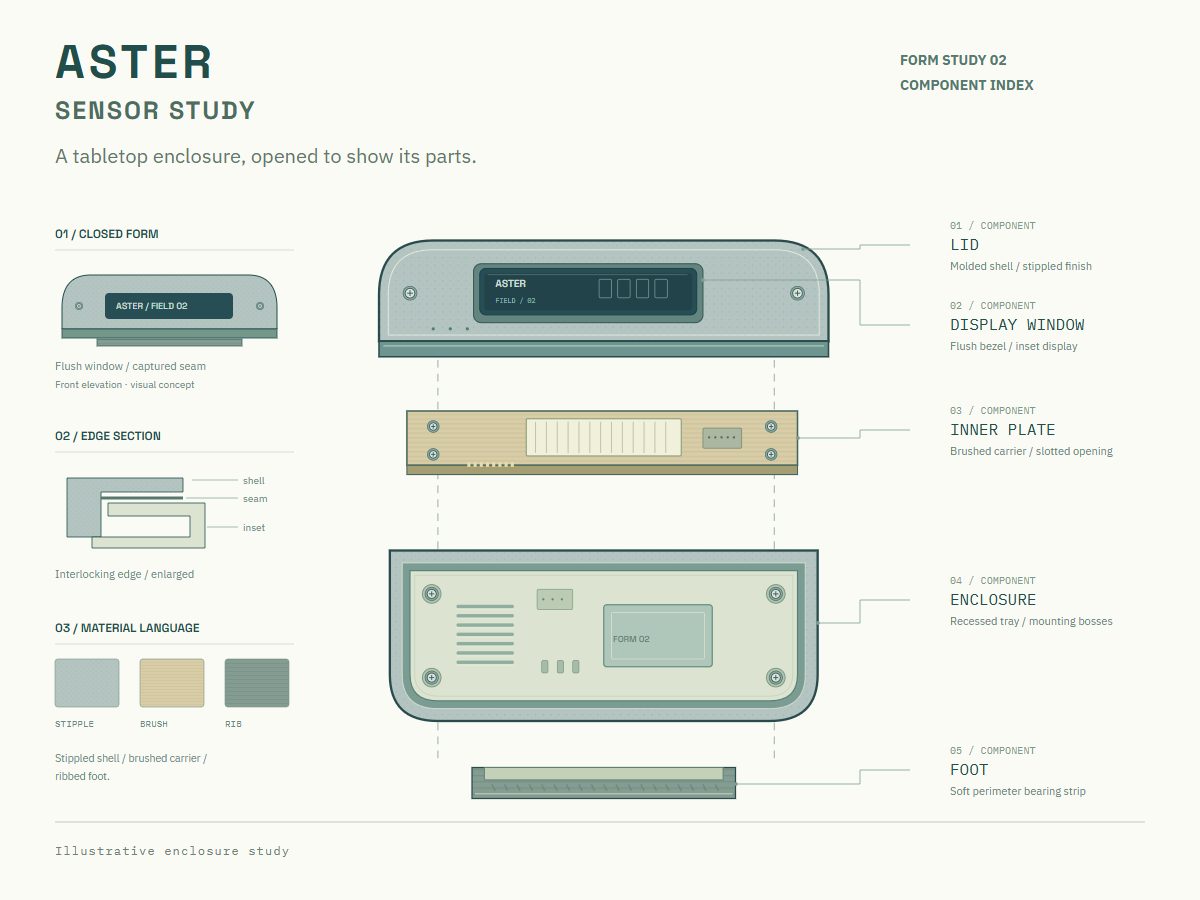 ASTER
SENSOR STUDY
A tabletop enclosure, opened to show its parts.
FORM STUDY 02
COMPONENT INDEX
01 / CLOSED FORM
ASTER / FIELD 02
Flush window / captured seam
Front elevation · visual concept
02 / EDGE SECTION
shell
seam
inset
Interlocking edge / enlarged
03 / MATERIAL LANGUAGE
STIPPLE
BRUSH
RIB
Stippled shell / brushed carrier /
ribbed foot.
ASTER
FIELD / 02
FORM 02
01 / COMPONENT
LID
Molded shell / stippled finish
02 / COMPONENT
DISPLAY WINDOW
Flush bezel / inset display
03 / COMPONENT
INNER PLATE
Brushed carrier / slotted opening
04 / COMPONENT
ENCLOSURE
Recessed tray / mounting bosses
05 / COMPONENT
FOOT
Soft perimeter bearing strip
Illustrative enclosure study